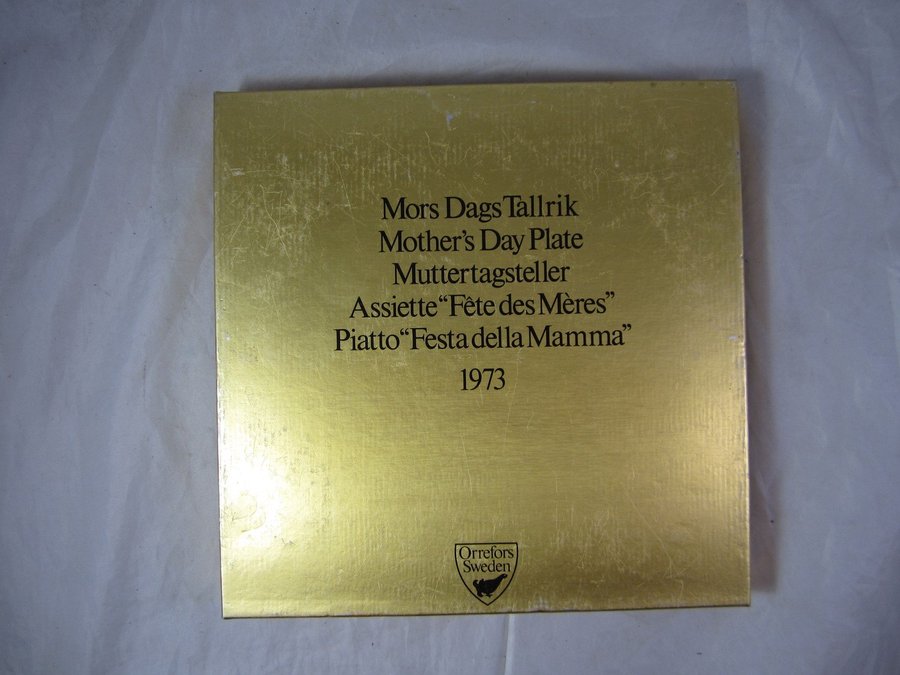 Mors Dags Tallrik
Mother's Day Plate
Muttertagsteller
Assiette “Fête des Mères”
Piatto “Festa della Mamma”
1973
Orrefors
Sweden